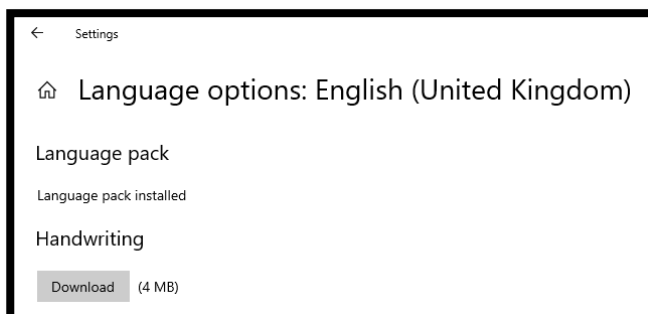 Settings
Language options: English (United Kingdom)
Language pack
Language pack installed
Handwriting
Download (4 MB)